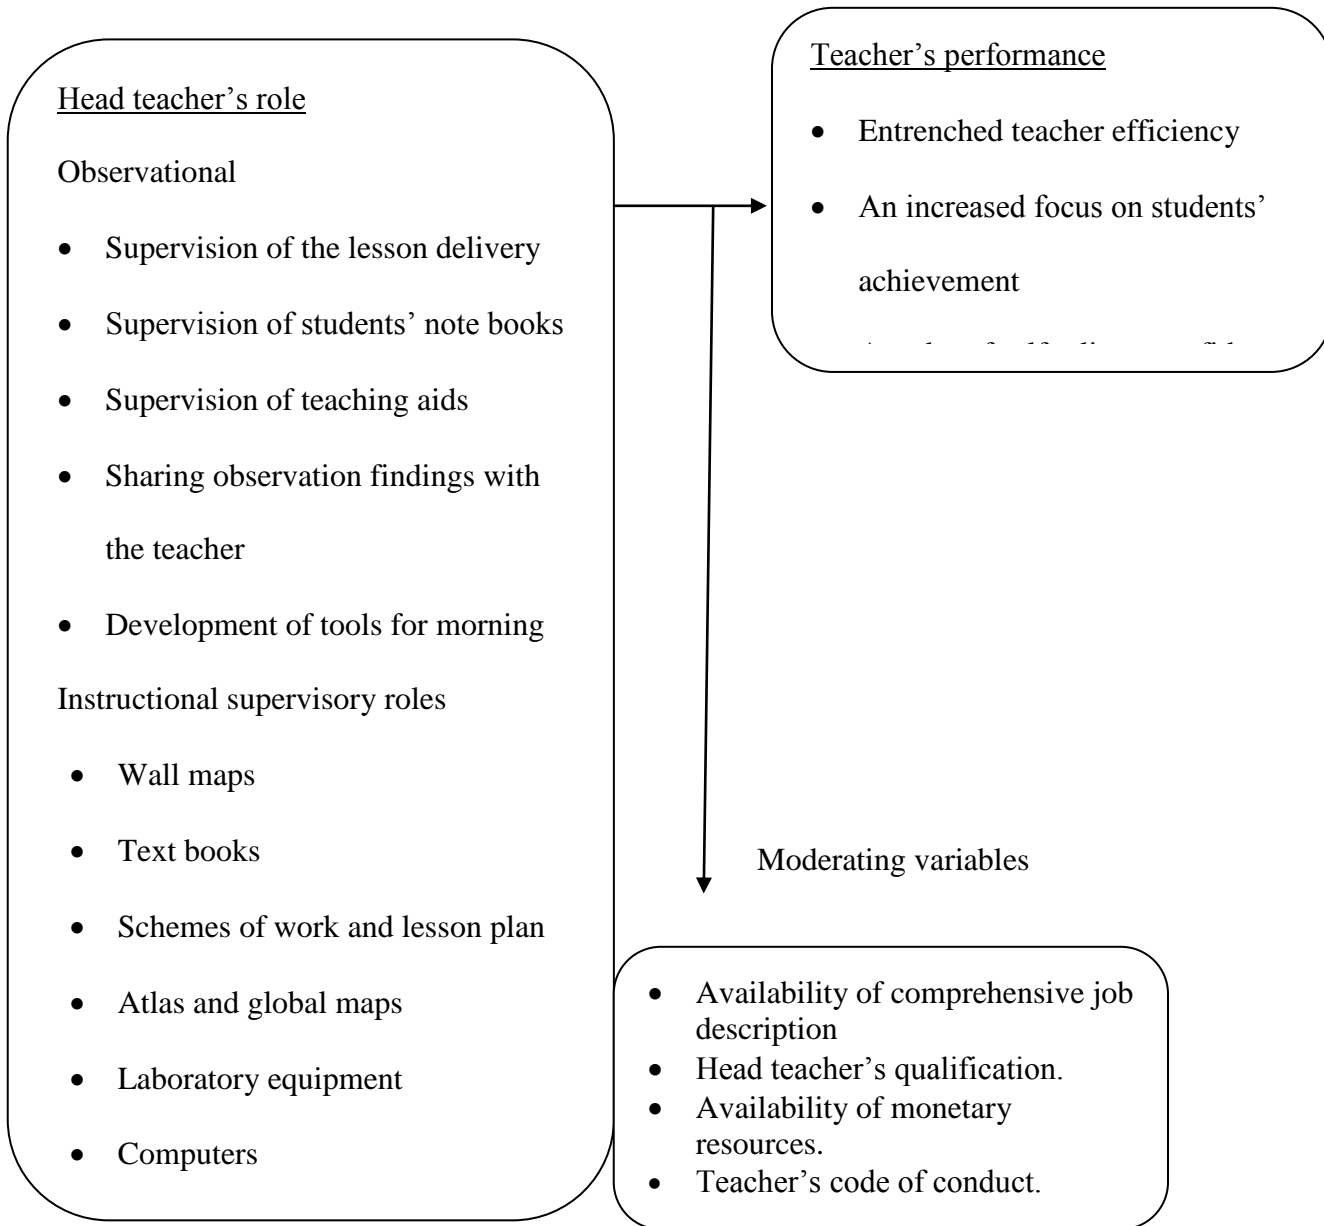 Head teacher’s role
Observational
• Supervision of the lesson delivery
• Supervision of students’ note books
• Supervision of teaching aids
• Sharing observation findings with
the teacher
• Development of tools for morning
Instructional supervisory roles
• Wall maps
• Text books
• Schemes of work and lesson plan
• Atlas and global maps
• Laboratory equipment
• Computers
Teacher’s performance
• Entrenched teacher efficiency
• An increased focus on students’
achievement
Moderating variables
• Availability of comprehensive job
description
• Head teacher’s qualification.
• Availability of monetary
resources.
• Teacher’s code of conduct.